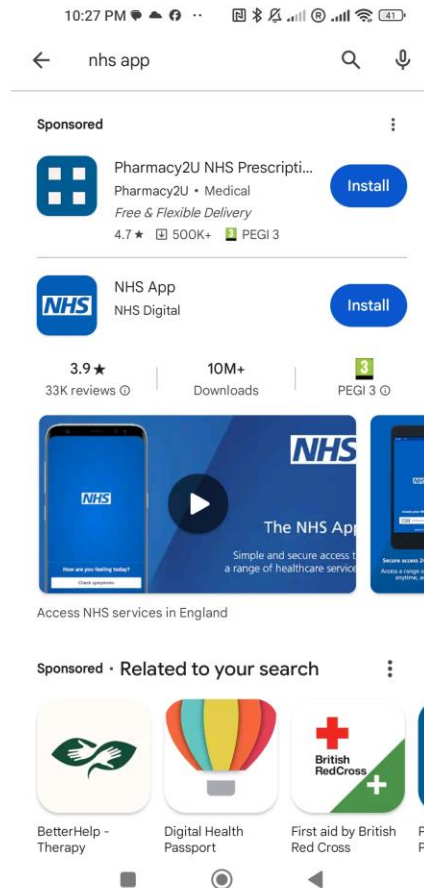 10:27 PM
41
nhs app
Sponsored
Pharmacy2U NHS Prescripti...
Pharmacy2U • Medical
Free & Flexible Delivery
4.7★ 500K+ 3 PEGI 3
Install
NHS
NHS App
NHS Digital
Install
3.9★
33K reviews
10M+
Downloads
3
PEGI 3
NHS
How are you feeling today?
Check symptoms
NHS
The NHS App
Simple and secure access t
a range of healthcare service
Access NHS services in England
Sponsored · Related to your search
British
RedCross
BetterHelp -
Therapy
Digital Health
Passport
First aid by British
Red Cross
P
P